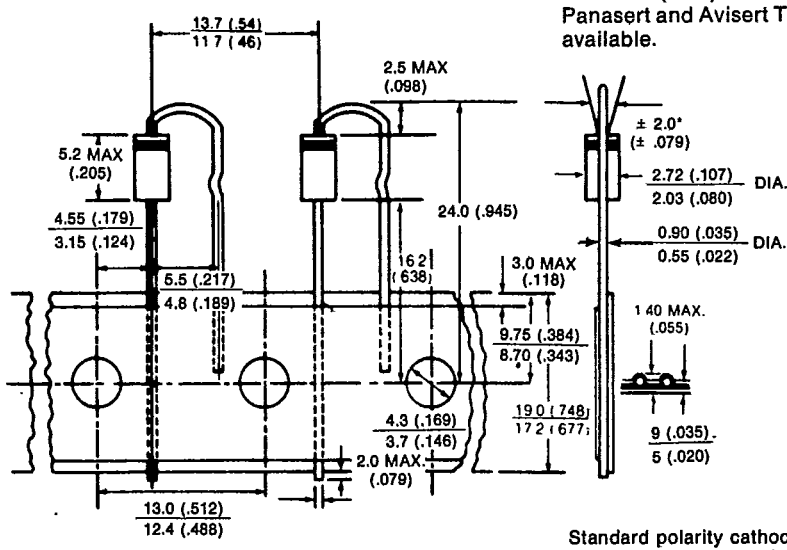 Panasert and Avisert T
available.
13.7 (.54)
11.7 ( 46)
2.5 MAX
(.098)
± 2.0°
(± .079)
5.2 MAX
(.205)
2.72 (.107)
2.03 (.080)
DIA.
4.55 (.179)
3.15 (.124)
24.0 (.945)
0.90 (.035)
0.55 (.022)
DIA.
16 2
(638)
5.5 (.217)
4.8 (.189)
3.0 MAX
(.118)
1 40 MAX.
(.055)
9.75 (.384)
8.70 (.343)
4.3 (.169)
3.7 (.146)
19 0 (748)
17 2 (677)
9 (.035)
5 (.020)
2.0 MAX.
(.079)
13.0 (.512)
12.4 (.488)
Standard polarity cathod